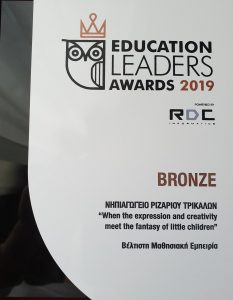 EDUCATION
LEADERS
AWARDS 2019
POWERED BY
RDC
INFORMATICS
BRONZE
ΝΗΠΙΑΓΩΓΕΙΟ ΡΙΖΑΡΙΟΥ ΤΡΙΚΑΛΩΝ
“When the expression and creativity
meet the fantasy of little children”
Βέλτιστη Μαθησιακή Εμπειρία